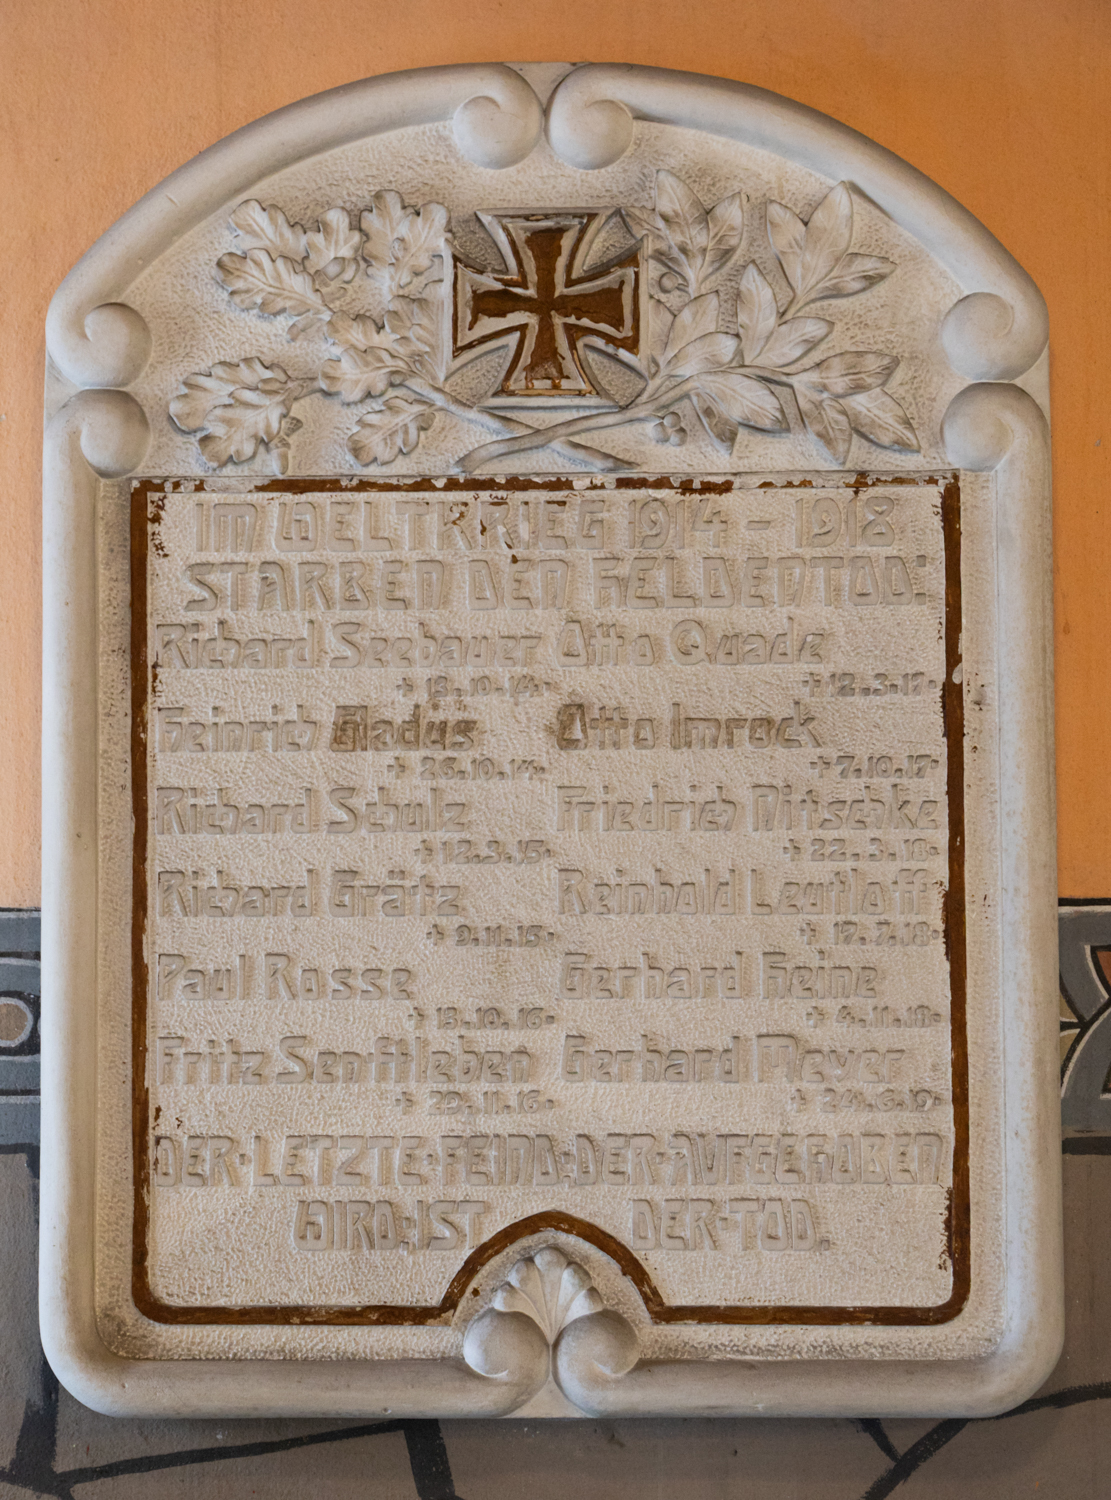 IM WELTKRIEG 1914 – 1918
STARBEN DEN HELDENTOD:
Richard Seebauer Otto Quade
+ 13.10.14. + 12.3.17.
Heinrich Gladus Otto Imrock
+ 26.10.14. + 7.10.17.
Richard Schulz Friedrich Nitschke
+ 12.3.15. + 22.3.18.
Richard Grätz Reinhold Leutloff
+ 9.11.15. + 17.7.18.
Paul Rosse Gerhard Heine
+ 13.10.16. + 4.11.18.
Fritz Senftleben Gerhard Meyer
+ 29.11.16. + 24.6.19.
DER·LETZTE·FEIND·DER·AUFGEHOBEN
WIRD, IST DER·TOD.